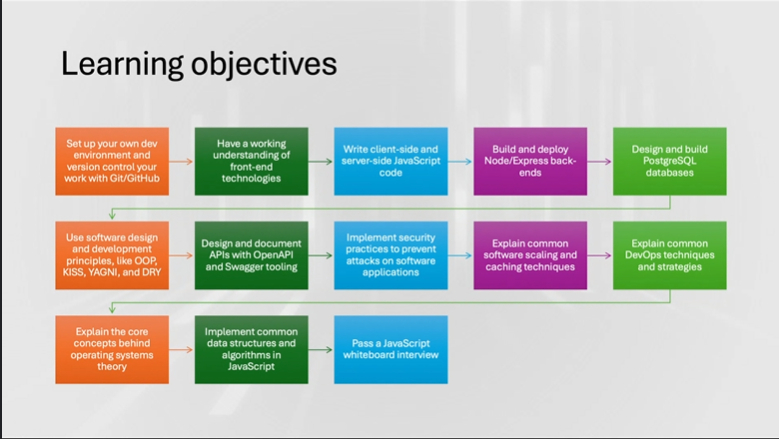 Learning objectives
Set up your own dev
environment and
version control your
work with Git/GitHub
Have a working
understanding of
front-end
technologies
Write client-side and
server-side JavaScript
code
Build and deploy
Node/Express back-
ends
Design and build
PostgreSQL
databases
Use software design
and development
principles, like OOP,
KISS, YAGNI, and DRY
Design and document
APIs with OpenAPI
and Swagger tooling
Implement security
practices to prevent
attacks on software
applications
Explain common
software scaling and
caching techniques
Explain common
DevOps techniques
and strategies
Explain the core
concepts behind
operating systems
theory
Implement common
data structures and
algorithms in
JavaScript
Pass a JavaScript
whiteboard interview